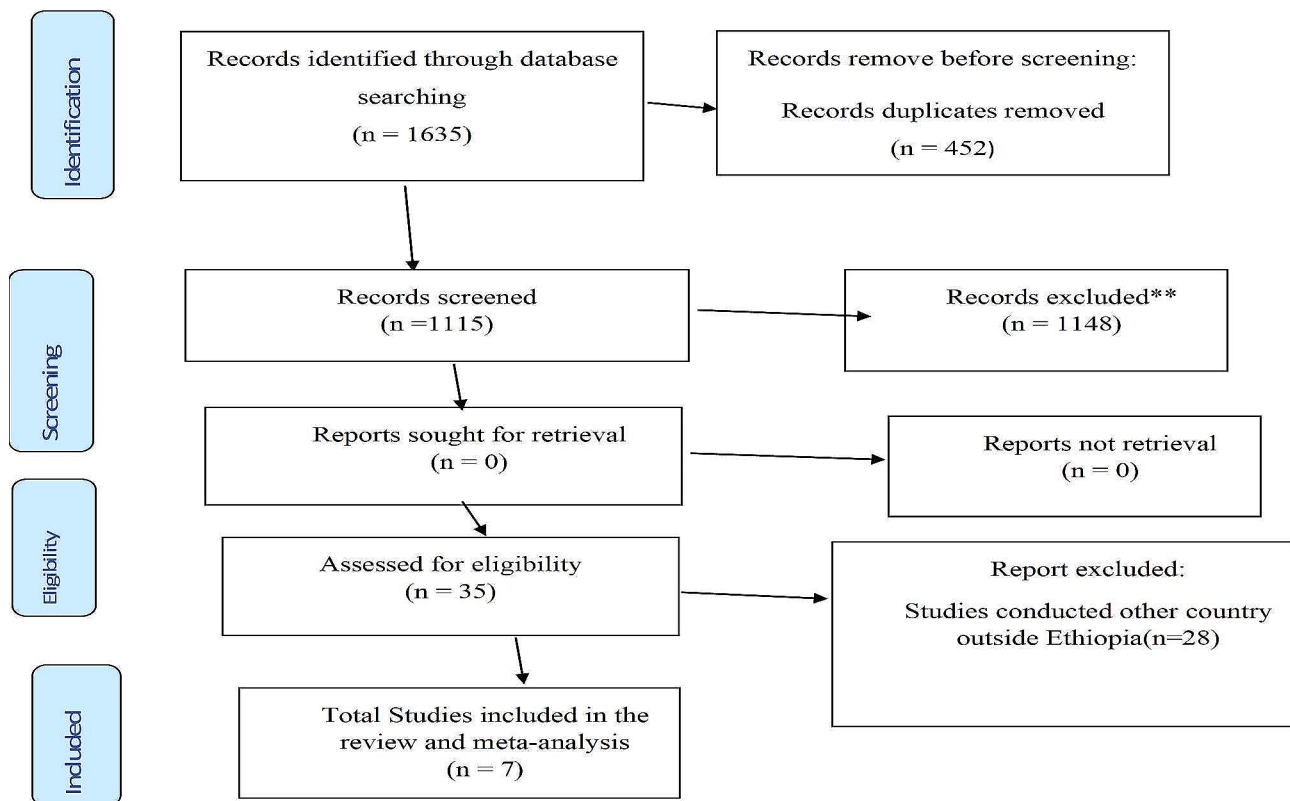 Identification
Records identified through database
searching
(n = 1635)
Records remove before screening:
Records duplicates removed
(n = 452)
Screening
Records screened
(n =1115)
Records excluded**
(n = 1148)
Reports sought for retrieval
(n = 0)
Reports not retrieval
(n = 0)
Eligibility
Assessed for eligibility
(n = 35)
Report excluded:
Studies conducted other country
outside Ethiopia(n=28)
Included
Total Studies included in the
review and meta-analysis
(n = 7)